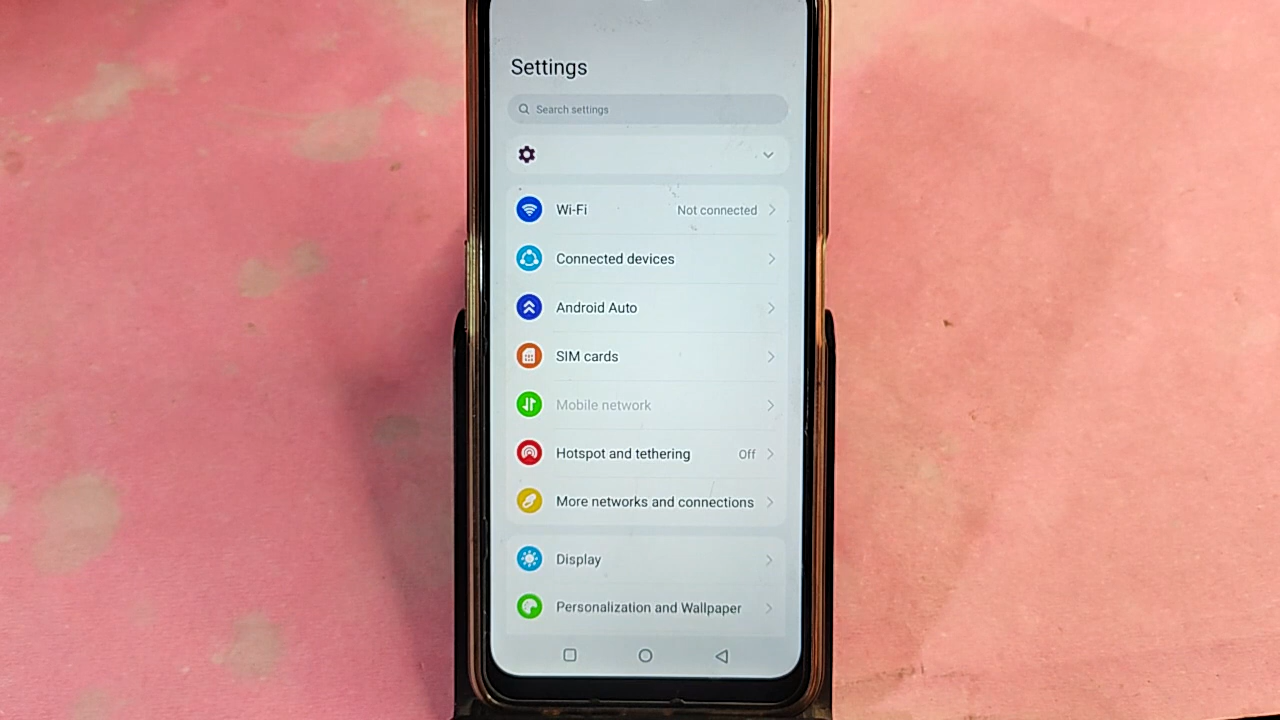 Settings
Search settings
Wi-Fi Not connected
Connected devices
Android Auto
SIM cards
Mobile network
Hotspot and tethering Off
More networks and connections
Display
Personalization and Wallpaper